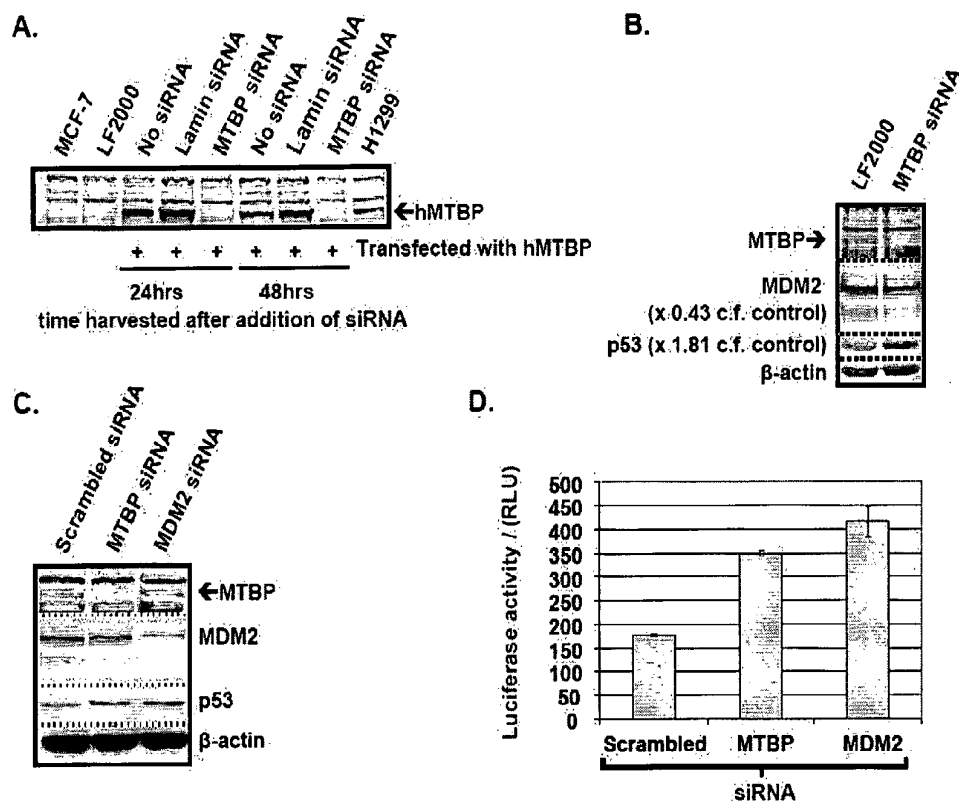 A.
MCF-7
LF2000
No siRNA
Lamin siRNA
MTBP siRNA
No siRNA
Lamin siRNA
MTBP siRNA
H1299
←hMTBP
+ + + + + + Transfected with hMTBP
24hrs 48hrs
time harvested after addition of siRNA
B.
LF2000
MTBP siRNA
MTBP→
MDM2
(x 0.43 c.f. control)
p53 (x 1.81 c.f. control)
β-actin
C.
Scrambled siRNA
MTBP siRNA
MDM2 siRNA
←MTBP
MDM2
p53
β-actin
D.
Luciferase activity / (RLU)
500
450
400
350
300
250
200
150
100
50
0
Scrambled MTBP MDM2
siRNA